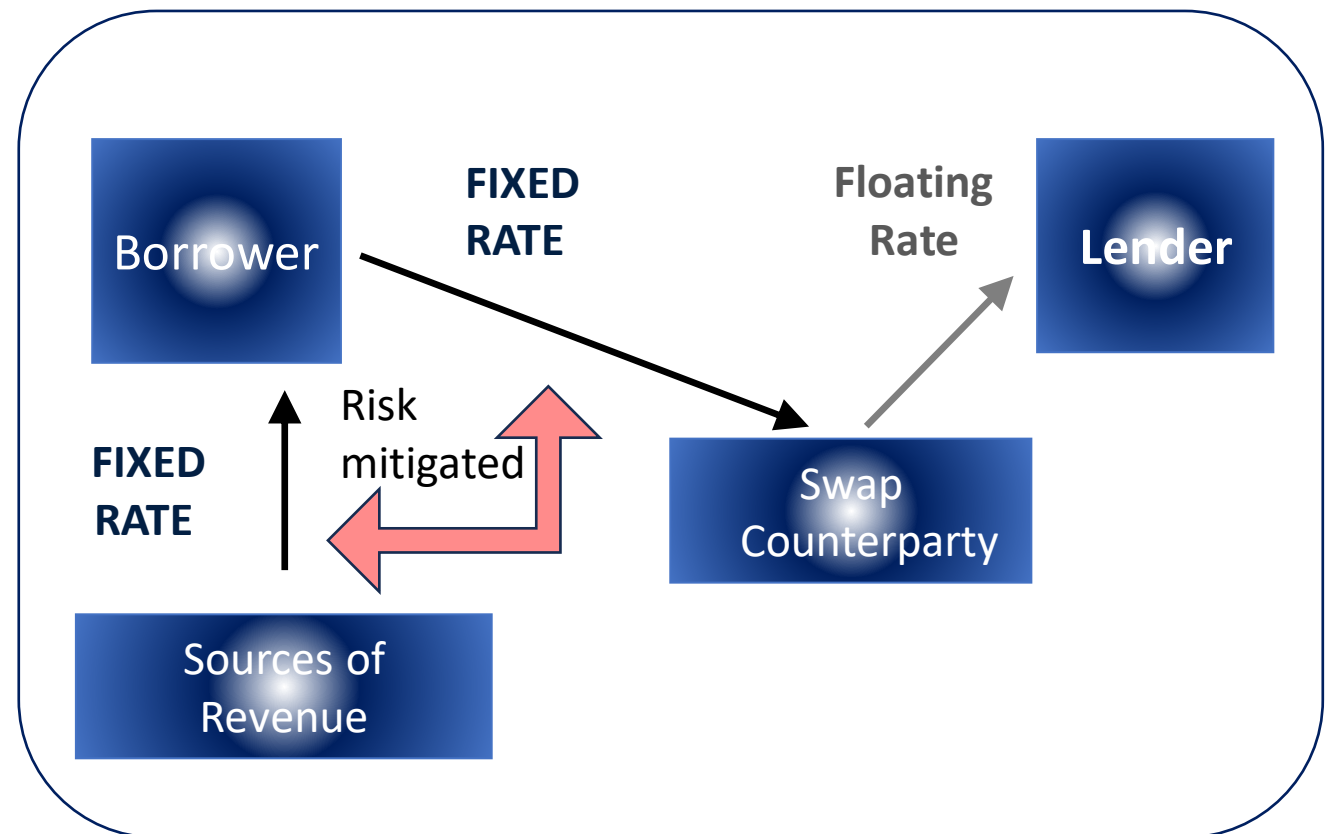 Borrower
FIXED
RATE
Floating
Rate
Lender
Risk
mitigated
FIXED
RATE
Swap
Counterparty
Sources of
Revenue